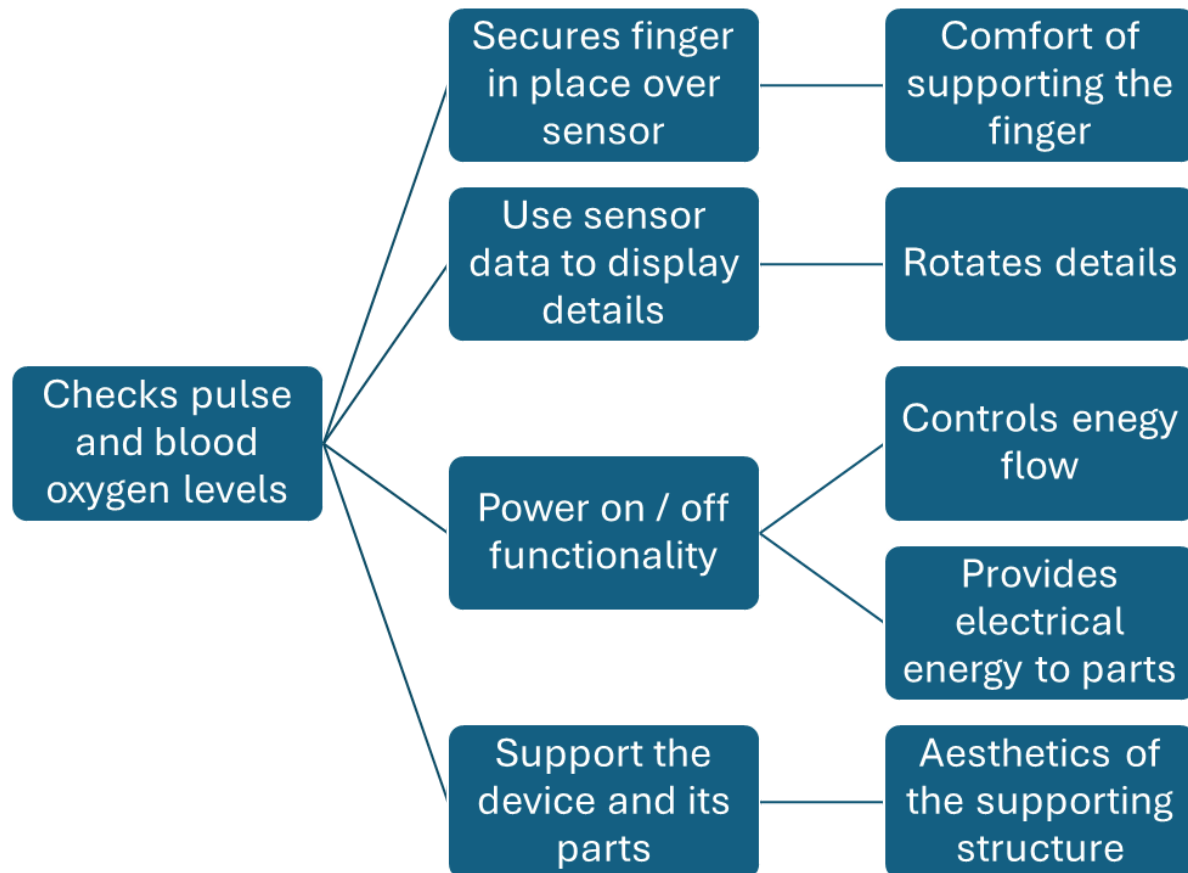 Secures finger
in place over
sensor
Comfort of
supporting the
finger
Use sensor
data to display
details
Rotates details
Checks pulse
and blood
oxygen levels
Controls enegy
flow
Power on / off
functionality
Provides
electrical
energy to parts
Support the
device and its
parts
Aesthetics of
the supporting
structure